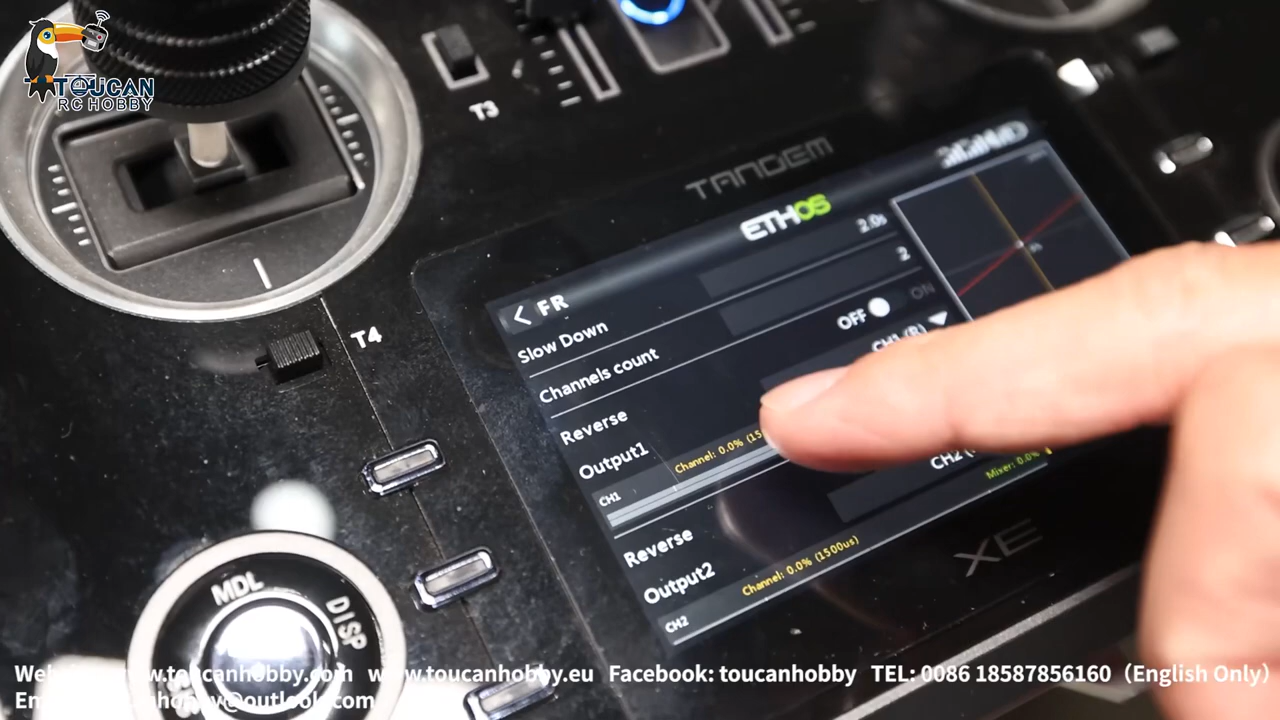 TOUCAN
RC HOBBY
T3
T4
TANDEM
ETHOS
FR
Slow Down
2.0s
Channels count
2
Reverse
OFF
ON
Output1
CH1 (R)
Channel: 0.0% (15
CH1
Reverse
Output2
CH2 (
Mixer: 0.0%
Channel: 0.0% (1500us)
CH2
XE
MDL
DISP
www.toucanhobby.com www.toucanhobby.eu Facebook: toucanhobby TEL: 0086 18587856160（English Only）
@outlook.com